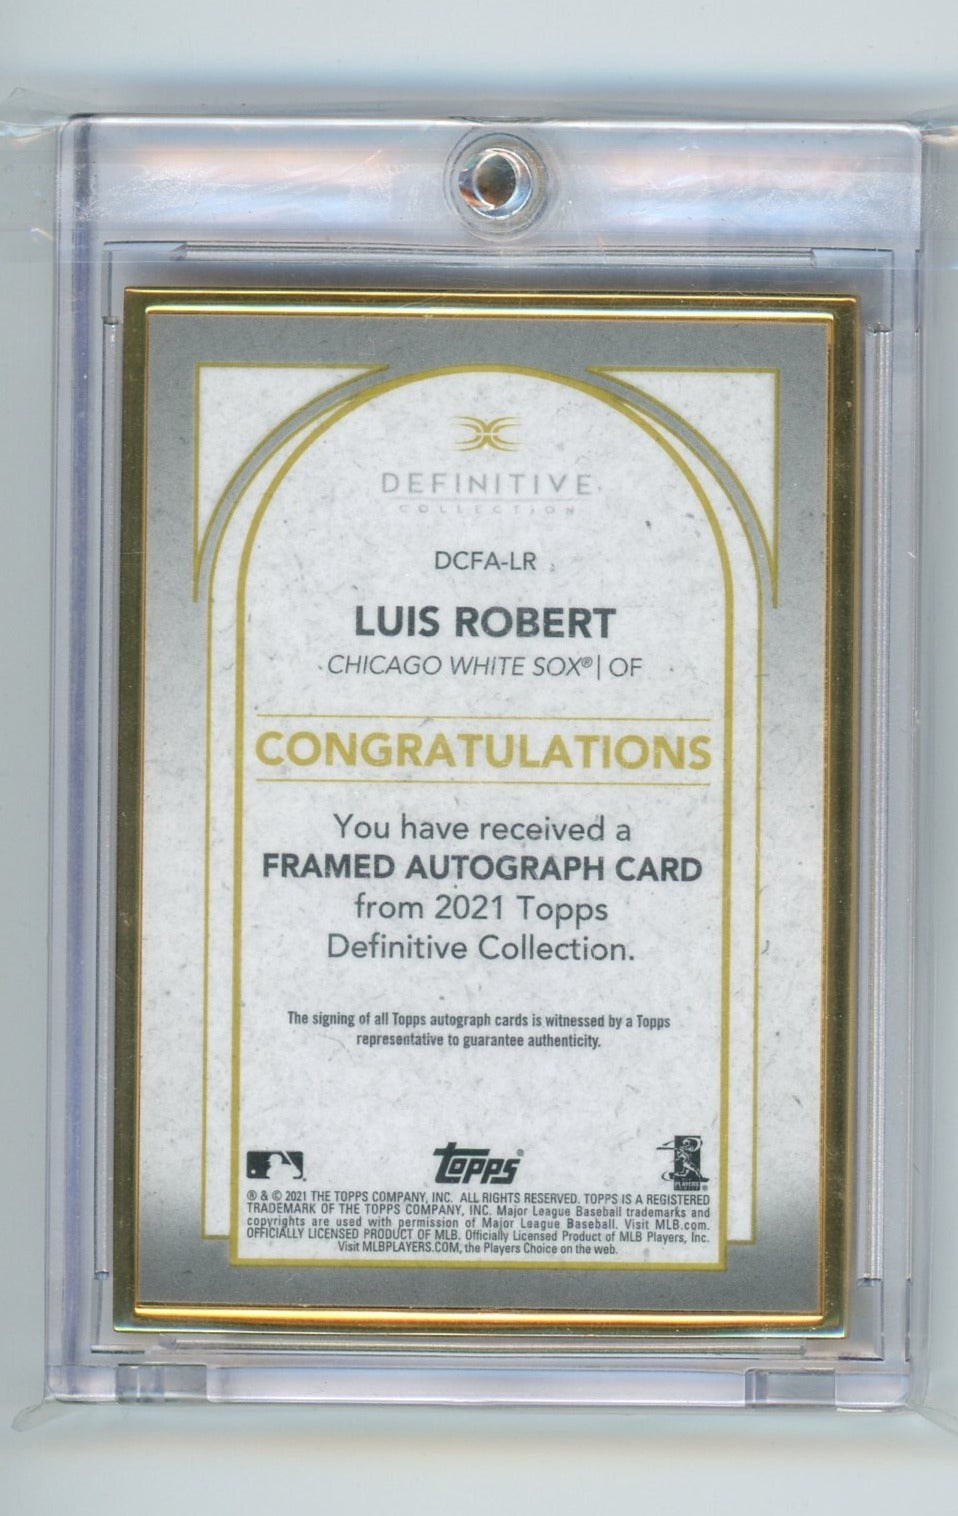 DEFINITIVE
COLLECTION
DCFA-LR
LUIS ROBERT
CHICAGO WHITE SOX® | OF
CONGRATULATIONS
You have received a
FRAMED AUTOGRAPH CARD
from 2021 Topps
Definitive Collection.
The signing of all Topps autograph cards is witnessed by a Topps
representative to guarantee authenticity.
topps®
PLAYERS
® & © 2021 THE TOPPS COMPANY, INC. ALL RIGHTS RESERVED. TOPPS IS A REGISTERED
TRADEMARK OF THE TOPPS COMPANY, INC. Major League Baseball trademarks and
copyrights are used with permission of Major League Baseball. Visit MLB.com.
OFFICIALLY LICENSED PRODUCT OF MLB. Officially Licensed Product of MLB Players, Inc.
Visit MLBPLAYERS.COM, the Players Choice on the web.